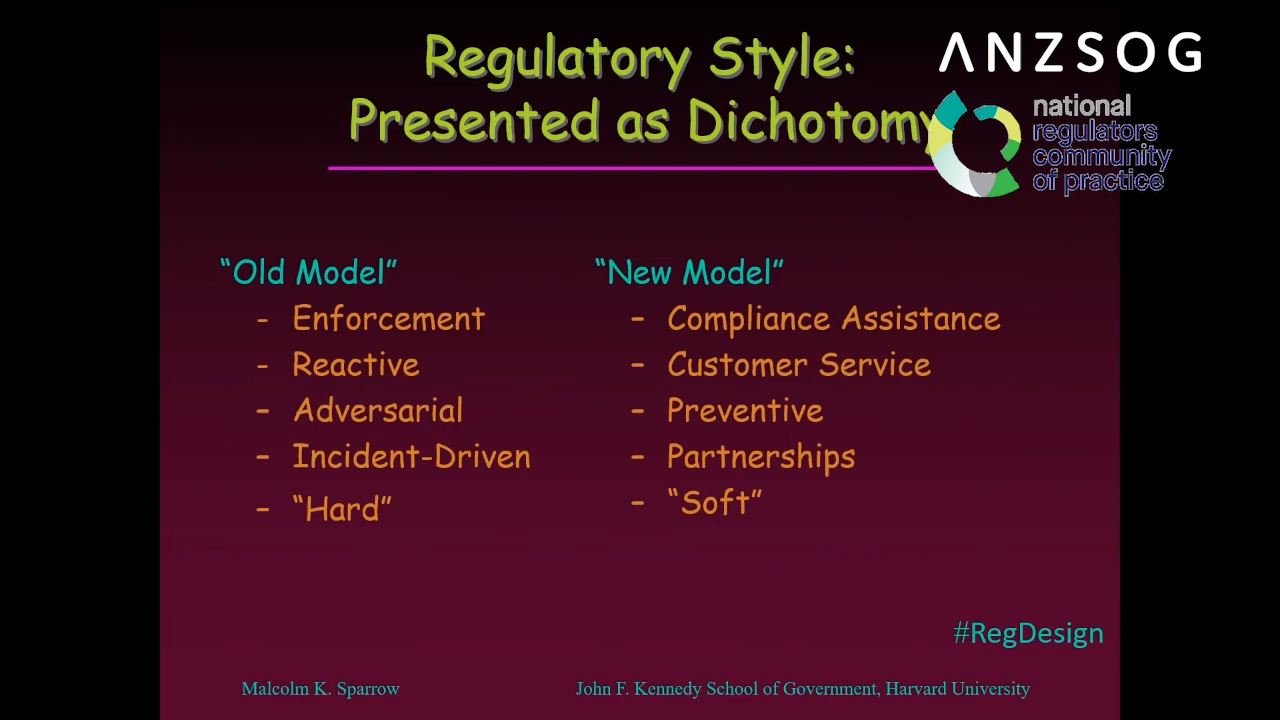 Regulatory Style:
Presented as Dichotomy
ANZSOG
national
regulators
community
of practice
“Old Model”
- Enforcement
- Reactive
– Adversarial
– Incident-Driven
– “Hard”
“New Model”
– Compliance Assistance
– Customer Service
– Preventive
– Partnerships
– “Soft”
#RegDesign
Malcolm K. Sparrow
John F. Kennedy School of Government, Harvard University